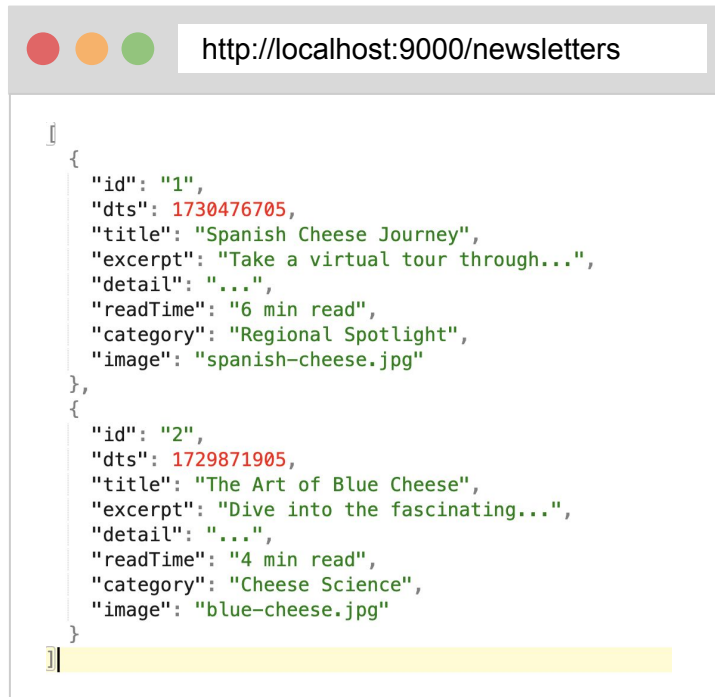 http://localhost:9000/newsletters
[
{
"id": "1",
"dts": 1730476705,
"title": "Spanish Cheese Journey",
"excerpt": "Take a virtual tour through...",
"detail": "...",
"readTime": "6 min read",
"category": "Regional Spotlight",
"image": "spanish-cheese.jpg"
},
{
"id": "2",
"dts": 1729871905,
"title": "The Art of Blue Cheese",
"excerpt": "Dive into the fascinating...",
"detail": "...",
"readTime": "4 min read",
"category": "Cheese Science",
"image": "blue-cheese.jpg"
}
]